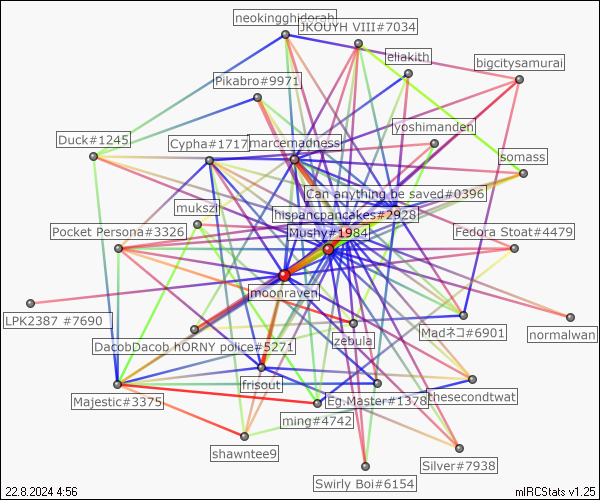 neokingghidorah
JKOUYH VIII#7034
eliakith
bigcitysamurai
Pikabro#9971
yoshimanden
Duck#1245
Cypha#1717
marcemadness
somass
Can anything be saved#0396
mukszi
hispancpancakes#2928
Pocket Persona#3326
Mushy#1984
Fedora Stoat#4479
moonraven
LPK2387 #7690
DacobDacob hORNY police#5271
zebula
Madネコ#6901
normalwan
frisout
Majestic#3375
Eg.Master#1378
thesecondtwat
ming#4742
shawntee9
Silver#7938
Swirly Boi#6154
22.8.2024 4:56
mIRCStats v1.25